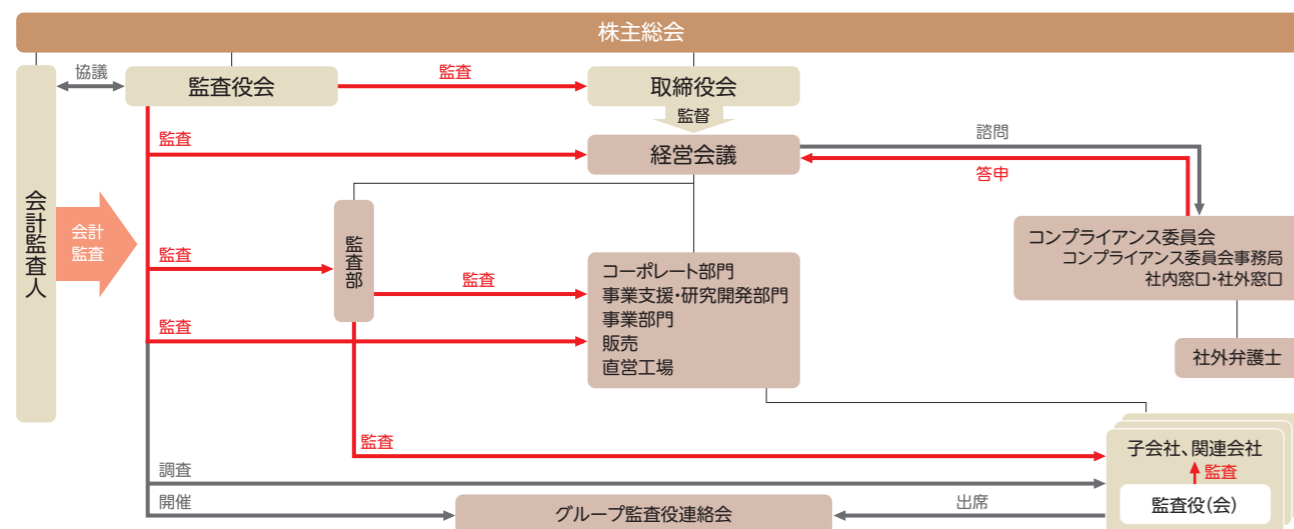 株主総会
協議
監査役会
監査
取締役会
監督
監査
経営会議
諮問
答申
会計監査人
会計
監査
監査
監査部
監査
コーポレート部門
事業支援・研究開発部門
事業部門
販売
直営工場
コンプライアンス委員会
コンプライアンス委員会事務局
社内窓口・社外窓口
監査
社外弁護士
監査
子会社、関連会社
監査
監査役(会)
調査
開催
グループ監査役連絡会
出席